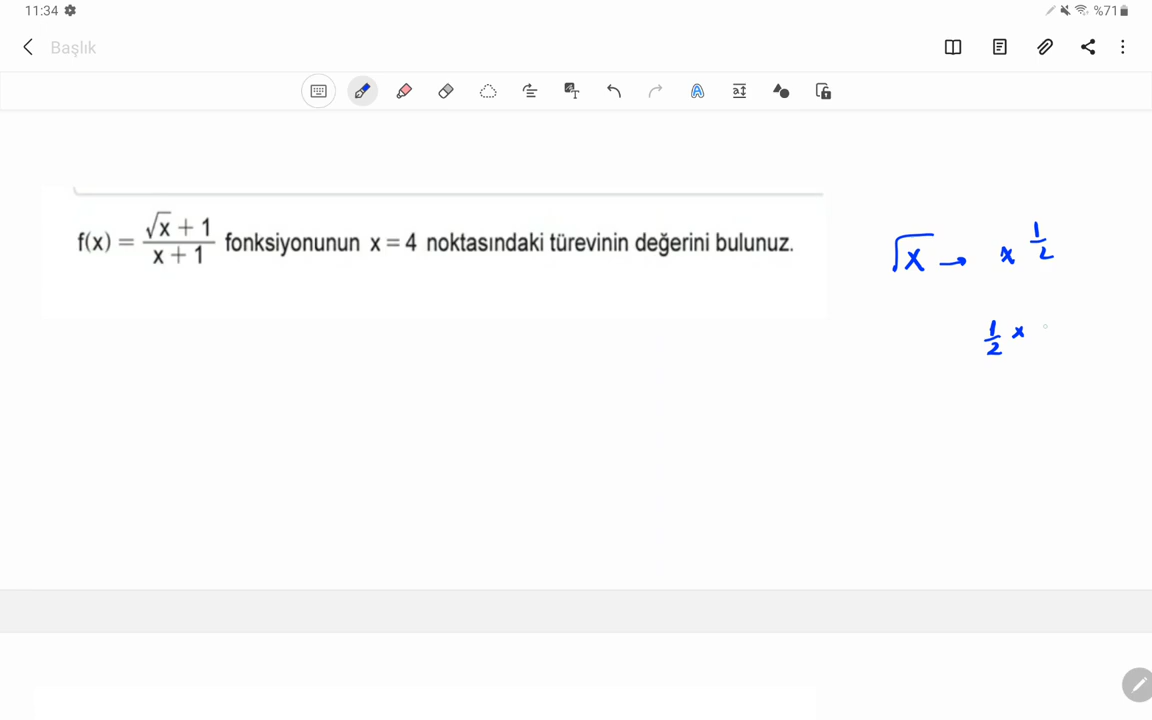 11:34 %71
Başlık
f(x) = (√x + 1)/(x + 1) fonksiyonunun x = 4 noktasındaki türevinin değerini bulunuz.
√x → x^(1/2)
1/2 x